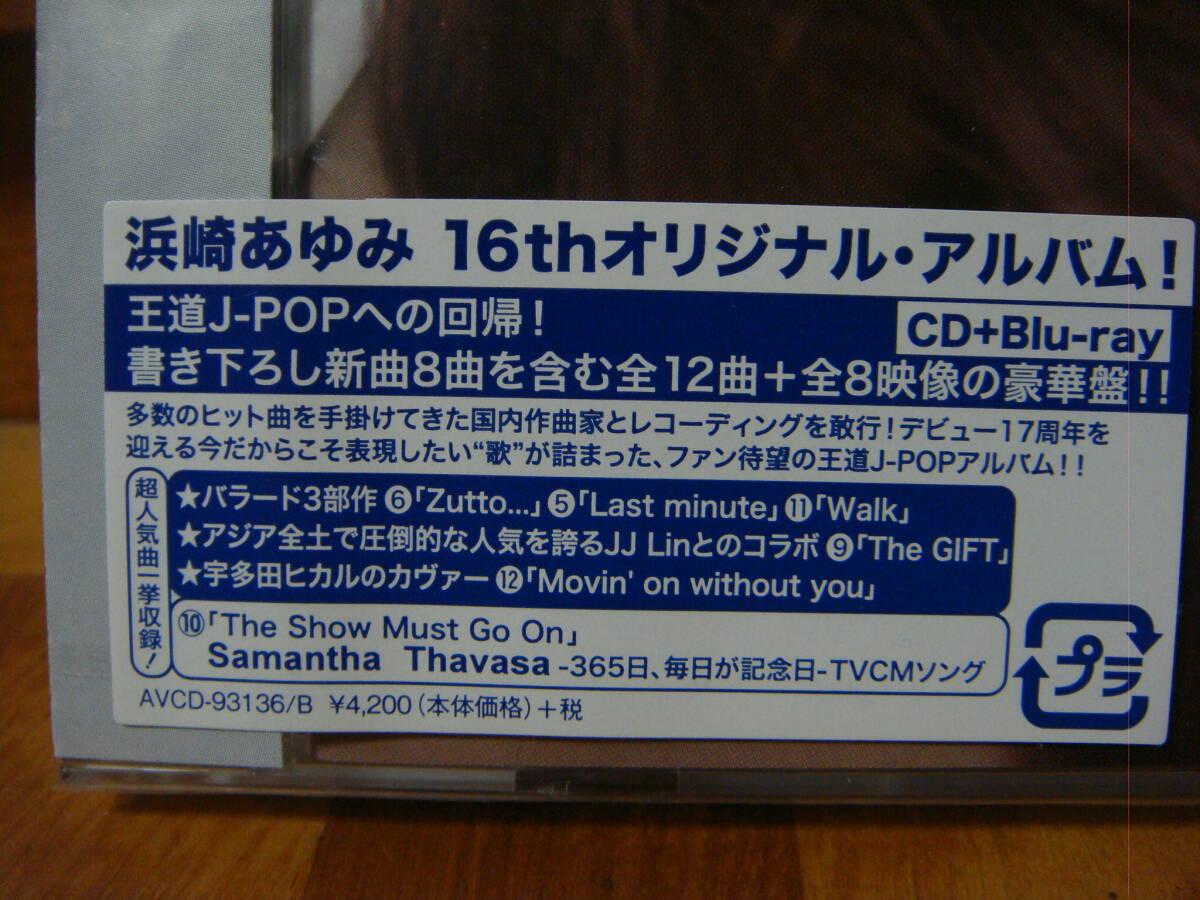 浜崎あゆみ 16thオリジナル・アルバム！
王道J-POPへの回帰！
CD+Blu-ray
書き下ろし新曲8曲を含む全12曲＋全8映像の豪華盤！！
多数のヒット曲を手掛けてきた国内作曲家とレコーディングを敢行！デビュー17周年を
迎える今だからこそ表現したい“歌”が詰まった、ファン待望の王道J-POPアルバム！！
超人気曲一挙収録！
★バラード3部作 ❻「Zutto...」❺「Last minute」⓫「Walk」
★アジア全土で圧倒的な人気を誇るJJ Linとのコラボ ❾「The GIFT」
★宇多田ヒカルのカヴァー ⓬「Movin' on without you」
⑩「The Show Must Go On」
Samantha Thavasa -365日、毎日が記念日-TVCMソング
AVCD-93136/B ¥4,200（本体価格）＋税
プラ